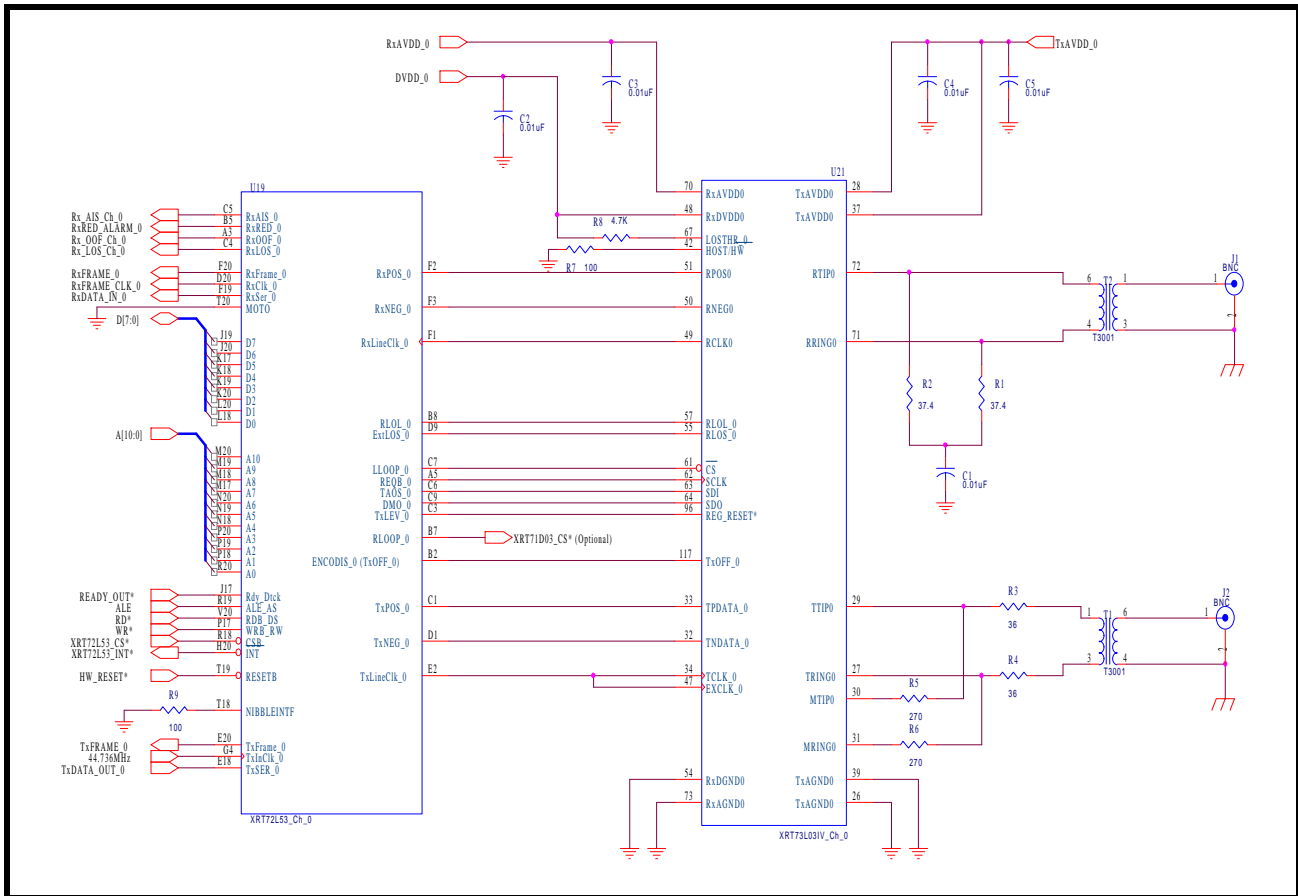 RxAVDD_0
TxAVDD_0
DVDD_0
C3
0.01uF
C4
0.01uF
C5
0.01uF
C2
0.01uF
U19
Rx_AIS_Ch_0 C5 RxAIS_0
RxRED_ALARM_0 B5 RxRED_0
Rx_OOF_Ch_0 A3 RxOOF_0
Rx_LOS_Ch_0 C4 RxLOS_0
RxFRAME_0 F20 RxFrame_0
RxFRAME_CLK_0 D20 RxClk_0
RxDATA_IN_0 F19 RxSer_0
T20 MOTO
D[7:0]
J19 D7
J20 D6
K17 D5
K18 D4
K19 D3
K20 D2
L20 D1
L18 D0
A[10:0]
M20 A10
M19 A9
M18 A8
M17 A7
N20 A6
N19 A5
N18 A4
P20 A3
P19 A2
P18 A1
R20 A0
READY_OUT* J17 Rdy_Dtck
ALE R19 ALE_AS
RD* V20 RDB_DS
WR* P17 WRB_RW
XRT72L53_CS* R18 CSB
XRT72L53_INT* H20 INT
HW_RESET* T19 RESETB
R9
100
T18 NIBBLEINTF
TxFRAME_0 E20 TxFrame_0
44.736MHz G4 TxInClk_0
TxDATA_OUT_0 E18 TxSER_0
RxPOS_0 F2
RxNEG_0 F3
RxLineClk_0 F1
RLOL_0 B8
ExtLOS_0 D9
LLOOP_0 C7
REQB_0 A5
TAOS_0 C6
DMO_0 C9
TxLEV_0 C3
RLOOP_0 B7 XRT71D03_CS* (Optional)
ENCODIS_0 (TxOFF_0) B2
TxPOS_0 C1
TxNEG_0 D1
TxLineClk_0 E2
XRT72L53_Ch_0
R8 4.7K
R7 100
U21
70 RxAVDD0
48 RxDVDD0
67 LOSTHR_0
42 HOST/HW
51 RPOS0
50 RNEG0
49 RCLK0
57 RLOL_0
55 RLOS_0
61 CS
62 SCLK
63 SDI
64 SDO
96 REG_RESET*
117 TxOFF_0
33 TPDATA_0
32 TNDATA_0
34 TCLK_0
47 EXCLK_0
54 RxDGND0
73 RxAGND0
TxAVDD0 28
TxAVDD0 37
RTIP0 72
RRING0 71
TTIP0 29
TRING0 27
MTIP0 30
MRING0 31
TxAGND0 39
TxAGND0 26
XRT73L03IV_Ch_0
R2
37.4
R1
37.4
C1
0.01uF
T2
6
4
1
3
T3001
J1
BNC
1
2
R3
36
R4
36
R5
270
R6
270
T1
1
3
6
4
T3001
J2
BNC
1
2